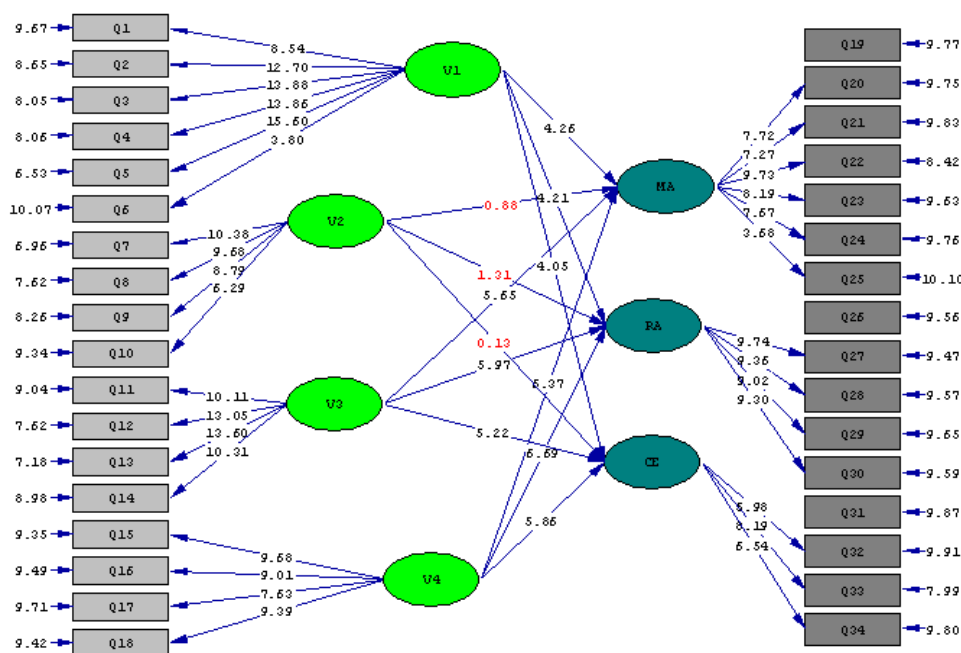 9.67 Q1
8.65 Q2
8.05 Q3
8.06 Q4
6.53 Q5
10.07 Q6
6.96 Q7
7.62 Q8
8.26 Q9
9.34 Q10
9.04 Q11
7.62 Q12
7.18 Q13
8.98 Q14
9.35 Q15
9.49 Q16
9.71 Q17
9.42 Q18
8.54
12.70
13.88
13.86
15.60
3.80
10.38
9.68
8.79
6.29
10.11
13.05
13.60
10.31
9.68
9.01
7.63
9.39
V1
V2
V3
V4
4.26
4.21
4.05
0.88
1.31
0.13
5.65
5.97
5.22
6.37
6.69
5.86
MA
RA
CE
7.72
7.27
9.73
8.19
7.67
3.68
9.74
9.36
9.02
9.30
5.98
8.19
6.54
Q19 9.77
Q20 9.75
Q21 9.83
Q22 8.42
Q23 9.63
Q24 9.76
Q25 10.10
Q26 9.56
Q27 9.47
Q28 9.57
Q29 9.65
Q30 9.59
Q31 9.87
Q32 9.91
Q33 7.99
Q34 9.80